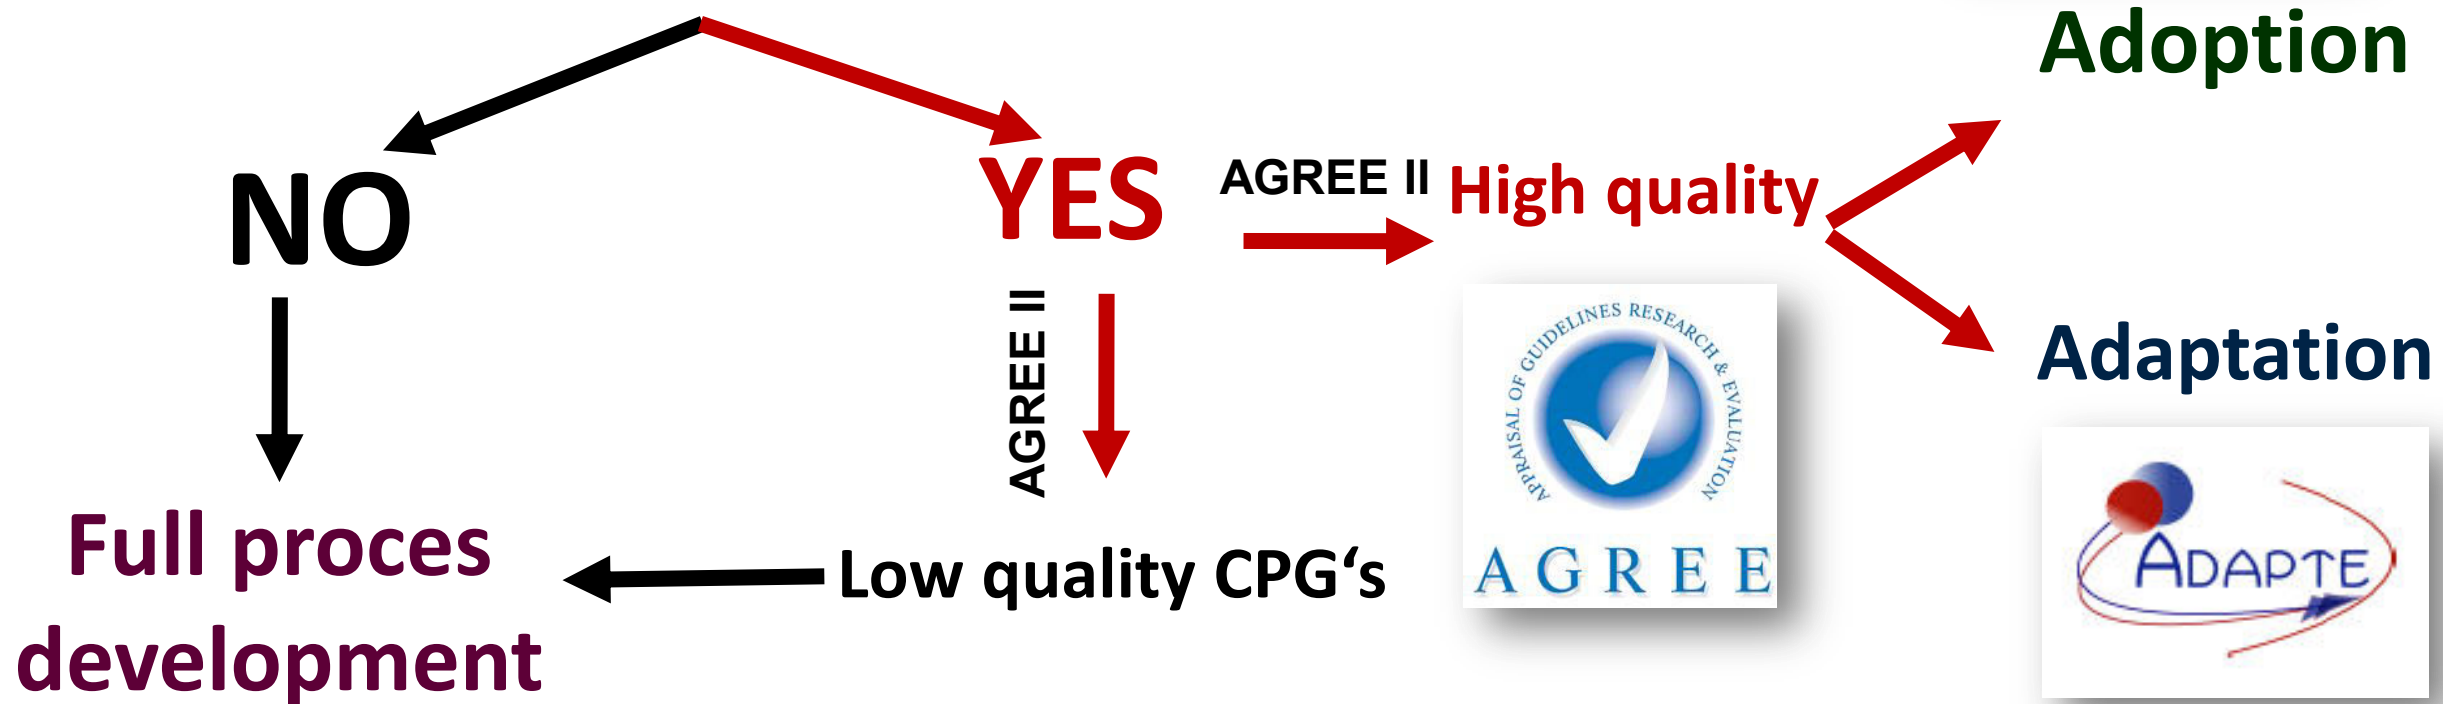 Adoption
NO
YES
AGREE II
High quality
AGREE II
APPRAISAL OF GUIDELINES RESEARCH & EVALUATION
AGREE
Adaptation
ADAPTE
Full proces
development
Low quality CPG‘s